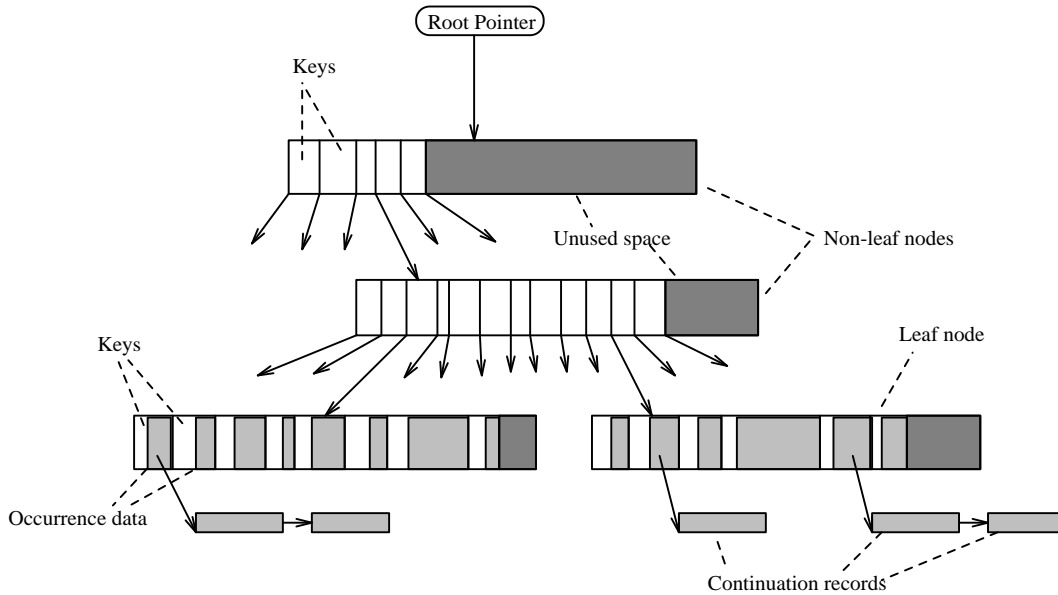 Root Pointer
Keys
Unused space
Non-leaf nodes
Keys
Leaf node
Occurrence data
Continuation records